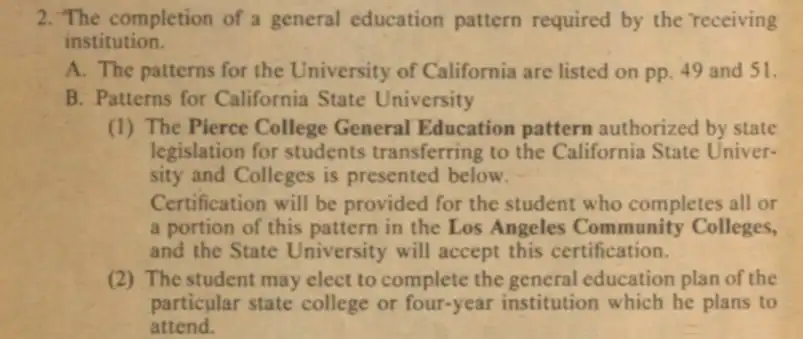 2. The completion of a general education pattern required by the receiving
institution.
A. The patterns for the University of California are listed on pp. 49 and 51.
B. Patterns for California State University
(1) The Pierce College General Education pattern authorized by state
legislation for students transferring to the California State Univer-
sity and Colleges is presented below.
Certification will be provided for the student who completes all or
a portion of this pattern in the Los Angeles Community Colleges,
and the State University will accept this certification.
(2) The student may elect to complete the general education plan of the
particular state college or four-year institution which he plans to
attend.